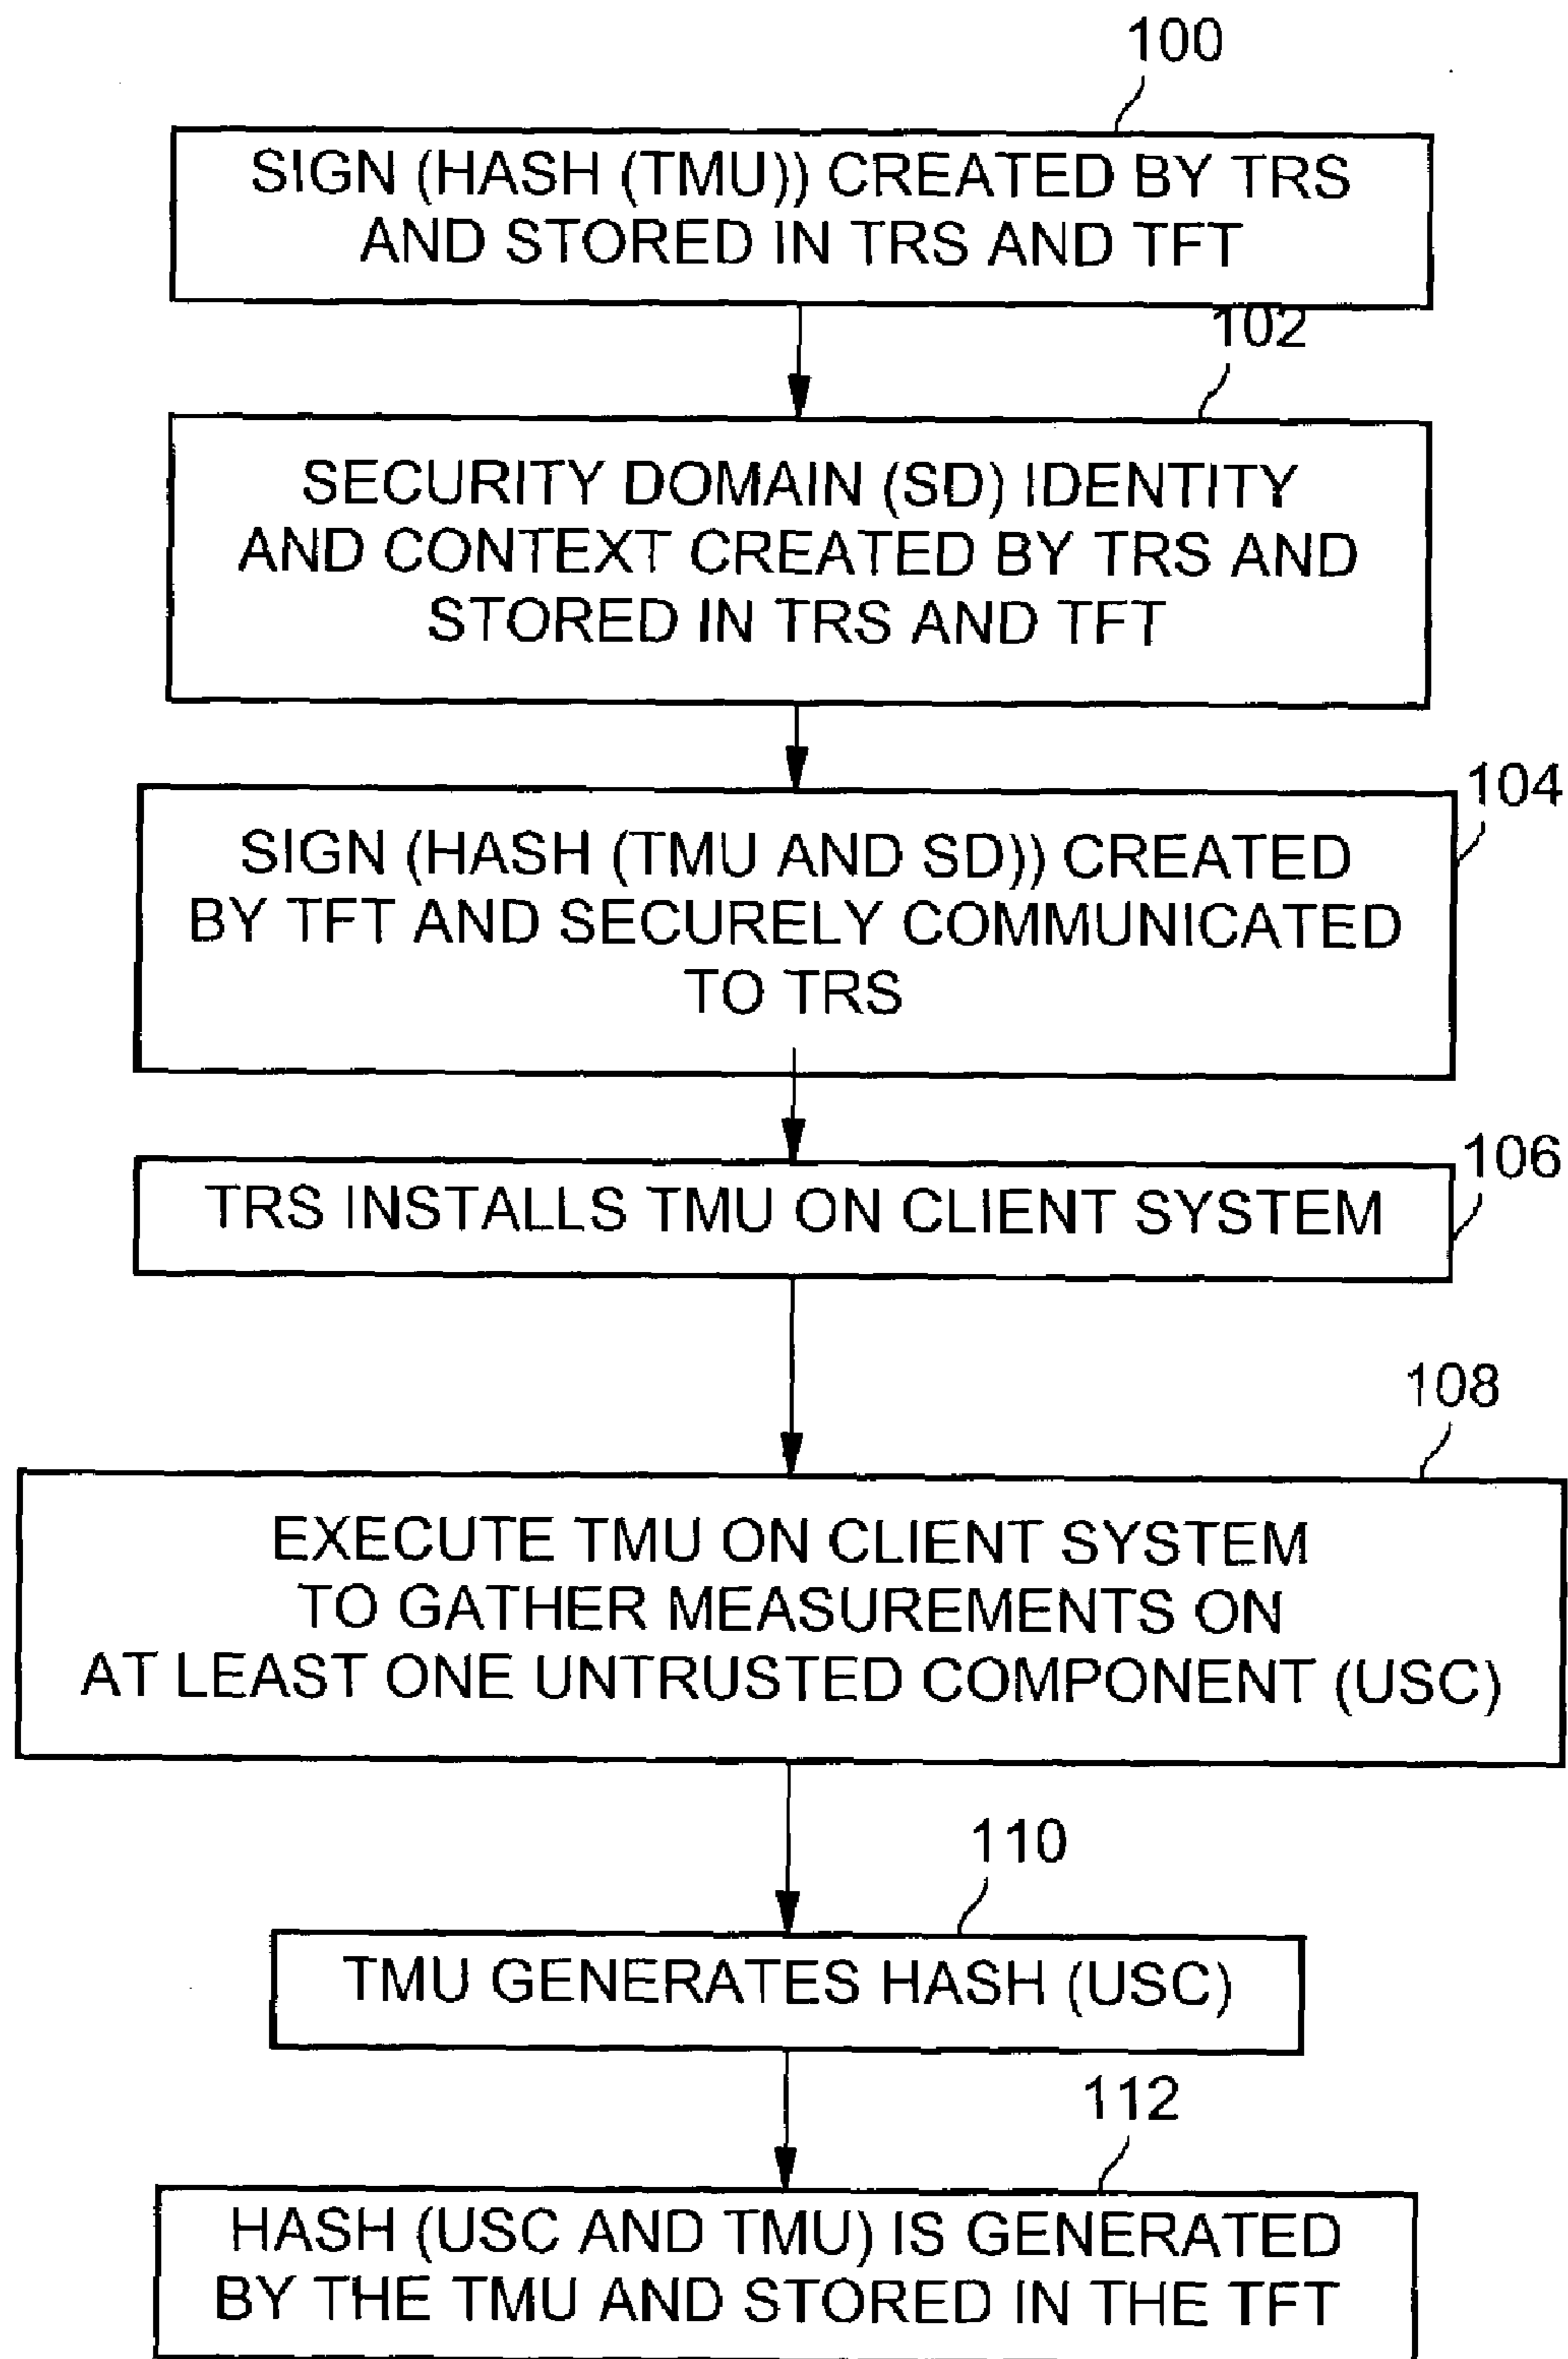 100
SIGN (HASH (TMU)) CREATED BY TRS
AND STORED IN TRS AND TFT
102
SECURITY DOMAIN (SD) IDENTITY
AND CONTEXT CREATED BY TRS AND
STORED IN TRS AND TFT
104
SIGN (HASH (TMU AND SD)) CREATED
BY TFT AND SECURELY COMMUNICATED
TO TRS
106
TRS INSTALLS TMU ON CLIENT SYSTEM
108
EXECUTE TMU ON CLIENT SYSTEM
TO GATHER MEASUREMENTS ON
AT LEAST ONE UNTRUSTED COMPONENT (USC)
110
TMU GENERATES HASH (USC)
112
HASH (USC AND TMU) IS GENERATED
BY THE TMU AND STORED IN THE TFT